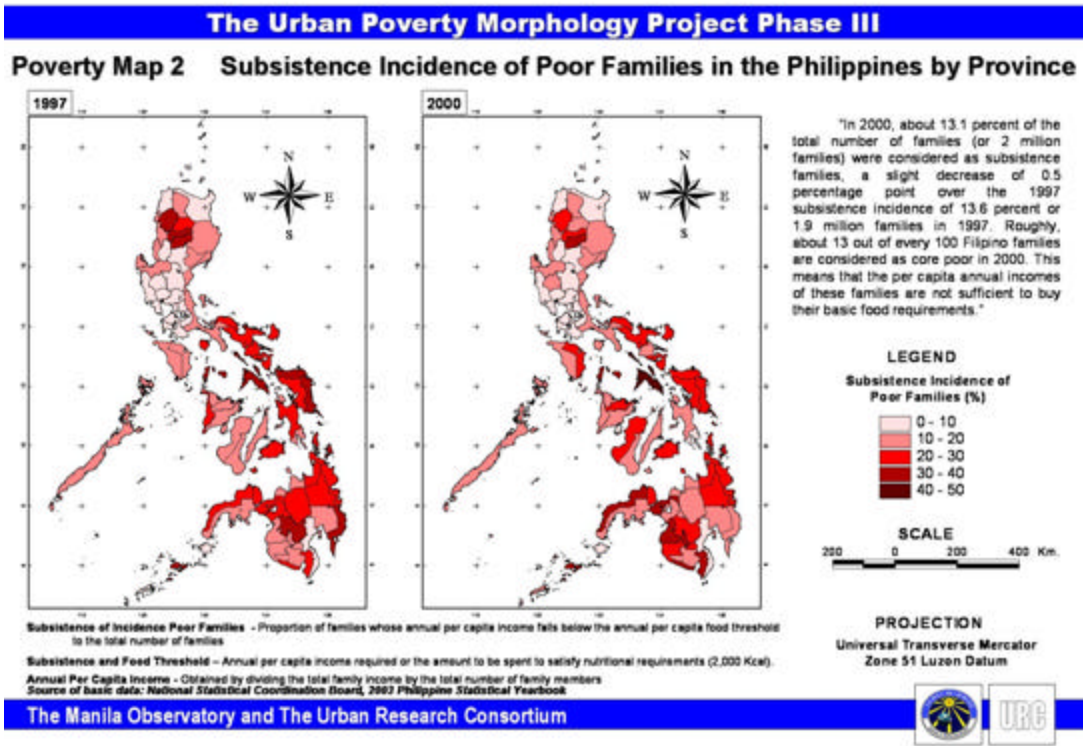 The Urban Poverty Morphology Project Phase III
Poverty Map 2 Subsistence Incidence of Poor Families in the Philippines by Province
1997
2000
N
W E
S
N
W E
S
"In 2000, about 13.1 percent of the
total number of families (or 2 million
families) were considered as subsistence
families, a slight decrease of 0.5
percentage point over the 1997
subsistence incidence of 13.6 percent or
1.9 million families in 1997. Roughly,
about 13 out of every 100 Filipino families
are considered as core poor in 2000. This
means that the per capita annual incomes
of these families are not sufficient to buy
their basic food requirements."
LEGEND
Subsistence Incidence of
Poor Families (%)
0 - 10
10 - 20
20 - 30
30 - 40
40 - 50
SCALE
200 0 200 400 Km.
PROJECTION
Universal Transverse Mercator
Zone 51 Luzon Datum
Subsistence of Incidence Poor Families - Proportion of families whose annual per capita income falls below the annual per capita food threshold
to the total number of families
Subsistence and Food Threshold – Annual per capita income required or the amount to be spent to satisfy nutritional requirements (2,000 Kcal).
Annual Per Capita Income - Obtained by dividing the total family income by the total number of family members
Source of basic data: National Statistical Coordination Board, 2003 Philippine Statistical Yearbook
The Manila Observatory and The Urban Research Consortium
URC